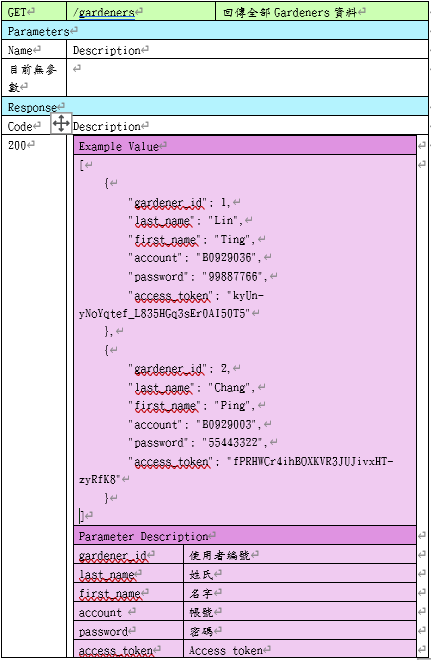 GET /gardeners 回傳全部 Gardeners 資料
Parameters
Name Description
目前無參
數
Response
Code Description
200 Example Value
[
{
"gardener_id": 1,
"last_name": "Lin",
"first_name": "Ting",
"account": "B0929036",
"password": "99887766",
"access_token": "kyUn-
yNoYqtef_L835HGq3sEr0AI50T5"
},
{
"gardener_id": 2,
"last_name": "Chang",
"first_name": "Ping",
"account": "B0929003",
"password": "55443322",
"access_token": "fPRHWCr4ihBOXKVR3JUJivxHT-
zyRfK8"
}
]
Parameter Description
gardener_id 使用者編號
last_name 姓氏
first_name 名字
account 帳號
password 密碼
access_token Access token